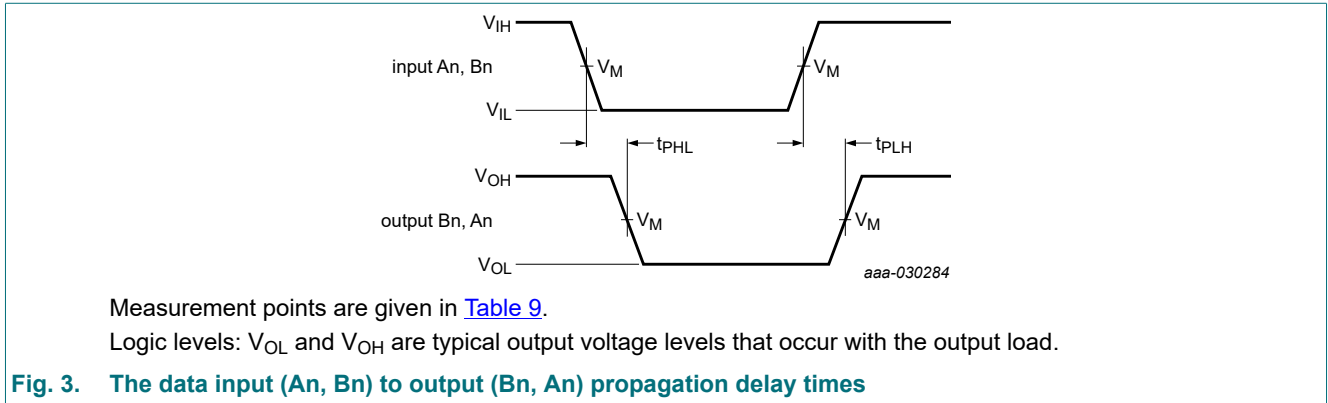 VIH
input An, Bn
VM
VM
VIL
tPHL
tPLH
VOH
output Bn, An
VM
VM
VOL
aaa-030284
Measurement points are given in Table 9.
Logic levels: VOL and VOH are typical output voltage levels that occur with the output load.
Fig. 3. The data input (An, Bn) to output (Bn, An) propagation delay times